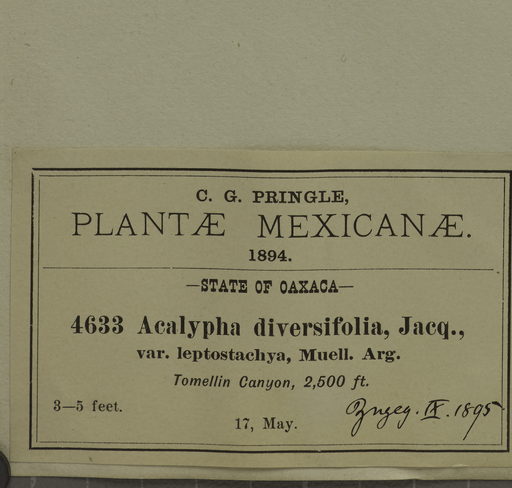 C. G. PRINGLE,
PLANTÆ MEXICANÆ.
1894.
—STATE OF OAXACA—
4633 Acalypha diversifolia, Jacq.,
var. leptostachya, Muell. Arg.
Tomellin Canyon, 2,500 ft.
3—5 feet.
17, May.
Zugeg. IX. 1895